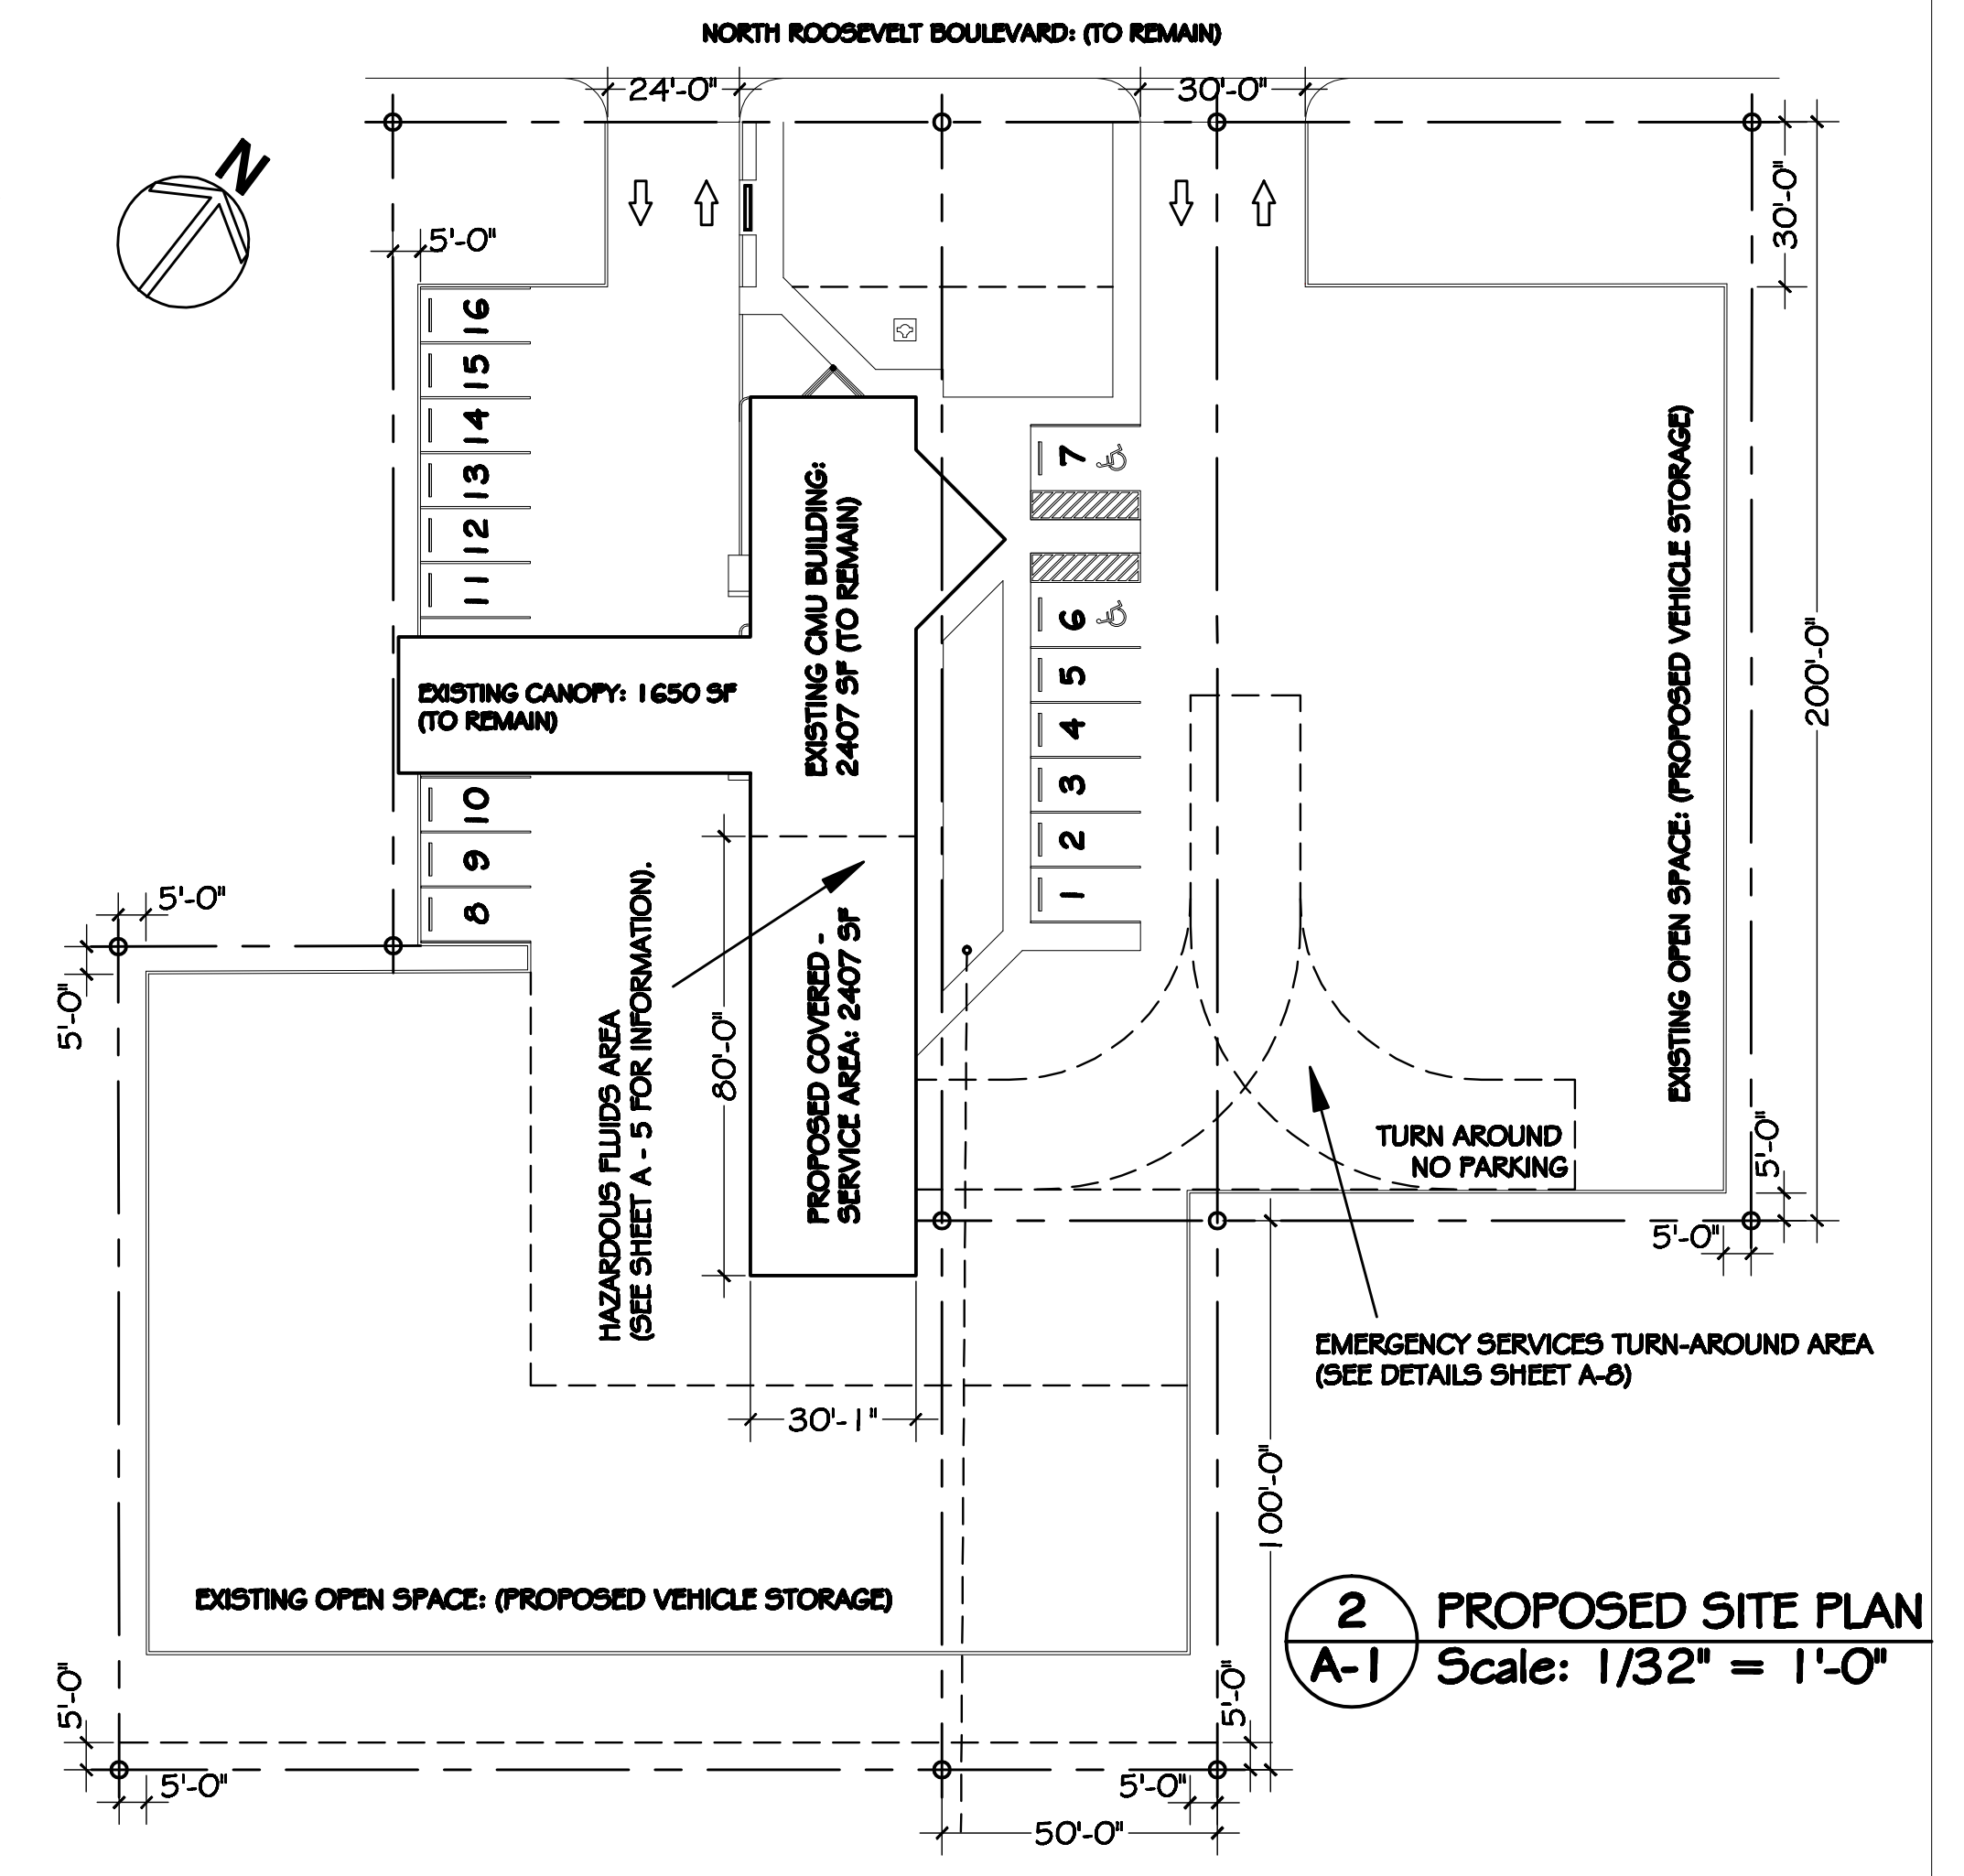 NORTH ROOSEVELT BOULEVARD: (TO REMAIN)
24'-0"
30'-0"
N
5'-0"
30'-0"
16
15
14
13
12
11
EXISTING CANOPY: 1650 SF
(TO REMAIN)
10
9
8
EXISTING CMU BUILDING:
2407 SF (TO REMAIN)
7
6
5
4
3
2
1
EXISTING OPEN SPACE: (PROPOSED VEHICLE STORAGE)
200'-0"
5'-0"
5'-0"
HAZARDOUS FLUIDS AREA
(SEE SHEET A - 5 FOR INFORMATION).
80'-0"
PROPOSED COVERED -
SERVICE AREA: 2407 SF
TURN AROUND
NO PARKING
5'-0"
5'-0"
EMERGENCY SERVICES TURN-AROUND AREA
(SEE DETAILS SHEET A-8)
30'-1"
100'-0"
EXISTING OPEN SPACE: (PROPOSED VEHICLE STORAGE)
2
A-1
PROPOSED SITE PLAN
Scale: 1/32" = 1'-0"
5'-0"
5'-0"
5'-0"
5'-0"
50'-0"